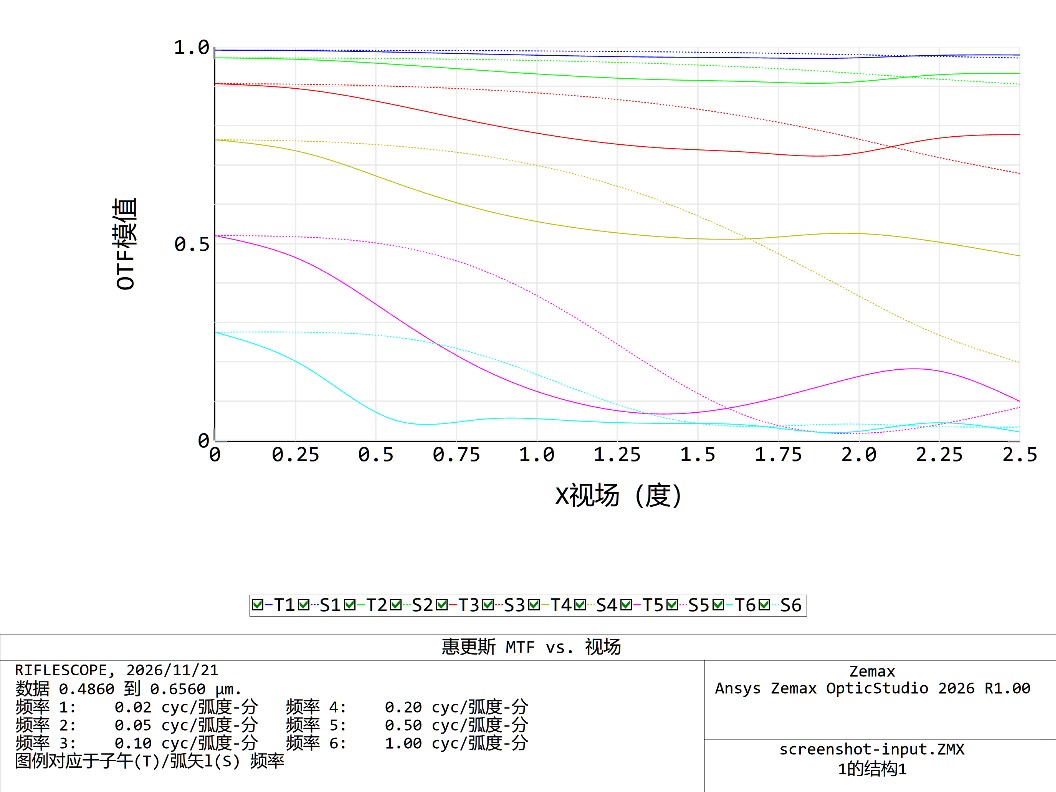 1.0
0.5
0
OTF模值
0 0.25 0.5 0.75 1.0 1.25 1.5 1.75 2.0 2.25 2.5
X视场（度）
T1 S1 T2 S2 T3 S3 T4 S4 T5 S5 T6 S6
惠更斯 MTF vs. 视场
RIFLESCOPE, 2026/11/21
数据 0.4860 到 0.6560 μm.
频率 1: 0.02 cyc/弧度-分 频率 4: 0.20 cyc/弧度-分
频率 2: 0.05 cyc/弧度-分 频率 5: 0.50 cyc/弧度-分
频率 3: 0.10 cyc/弧度-分 频率 6: 1.00 cyc/弧度-分
图例对应于子午(T)/弧矢l(S) 频率
Zemax
Ansys Zemax OpticStudio 2026 R1.00
screenshot-input.ZMX
1的结构1